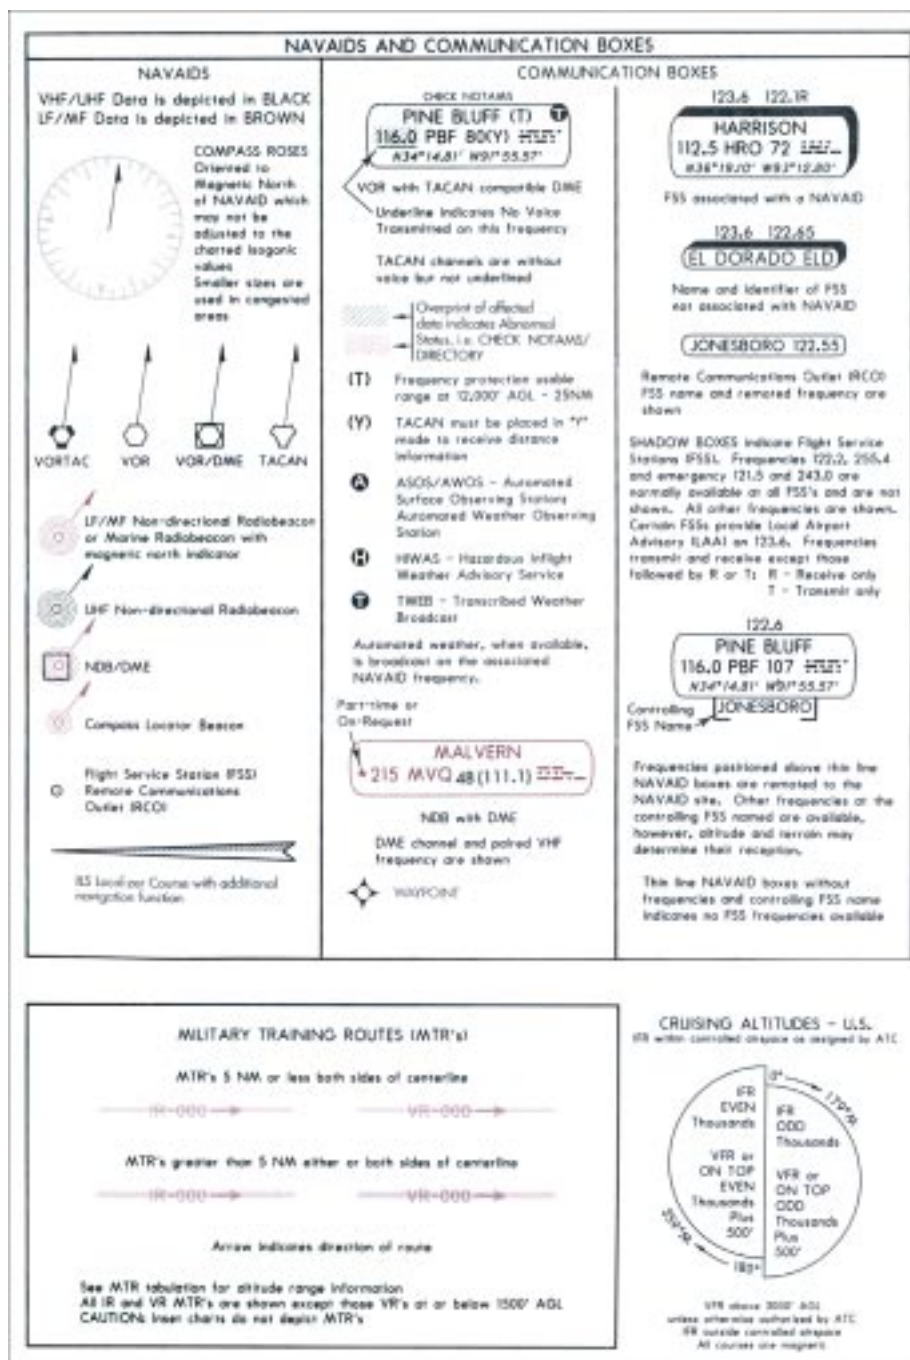 NAVAIDS AND COMMUNICATION BOXES
NAVAIDS
VHF/UHF Data is depicted in BLACK
LF/MF Data is depicted in BROWN
COMPASS ROSES
Oriented to
Magnetic North
of NAVAID which
may not be
adjusted to the
charted isogonic
values
Smaller sizes are
used in congested
areas
VORTAC VOR VOR/DME TACAN
LF/MF Non-directional Radiobeacon
or Marine Radiobeacon with
magnetic north indicator
UHF Non-directional Radiobeacon
NDB/DME
Compass Locator Beacon
Flight Service Station (FSS)
Remote Communications
Outlet (RCO)
ILS Localizer Course with additional
navigation function
COMMUNICATION BOXES
CHECK NOTAMS
PINE BLUFF (T) T
116.0 PBF 80(Y)
N34°14.81' W91°55.57'
VOR with TACAN compatible DME
Underline indicates No Voice
Transmitted on this frequency
TACAN channels are without
voice but not underlined
Overprint of affected
data indicates Abnormal
Status, i.e. CHECK NOTAMS/
DIRECTORY
(T) Frequency protection usable
range at 12,000' AGL - 25NM
(Y) TACAN must be placed in "Y"
mode to receive distance
information
A ASOS/AWOS - Automated
Surface Observing Stations
Automated Weather Observing
Station
H HIWAS - Hazardous Inflight
Weather Advisory Service
T TWEB - Transcribed Weather
Broadcast
Automated weather, when available,
is broadcast on the associated
NAVAID frequency.
Part-time or
On-Request
MALVERN
* 215 MVQ 48 (111.1)
NDB with DME
DME channel and paired VHF
frequency are shown
WAYPOINT
123.6 122.1R
HARRISON
112.5 HRO 72
N36°19.10' W93°12.80'
FSS associated with a NAVAID
123.6 122.65
EL DORADO ELD
Name and identifier of FSS
not associated with NAVAID
JONESBORO 122.55
Remote Communications Outlet (RCO)
FSS name and remoted frequency are
shown
SHADOW BOXES indicate Flight Service
Stations (FSS). Frequencies 122.2, 255.4
and emergency 121.5 and 243.0 are
normally available at all FSS's and are not
shown. All other frequencies are shown.
Certain FSSs provide Local Airport
Advisory (LAA) on 123.6. Frequencies
transmit and receive except those
followed by R or T: R - Receive only
T - Transmit only
122.6
PINE BLUFF
116.0 PBF 107
N34°14.81' W91°55.57'
JONESBORO
Controlling
FSS Name
Frequencies positioned above thin line
NAVAID boxes are remoted to the
NAVAID site. Other frequencies at the
controlling FSS named are available,
however, altitude and terrain may
determine their reception.
Thin line NAVAID boxes without
frequencies and controlling FSS name
indicates no FSS frequencies available
MILITARY TRAINING ROUTES (MTR's)
MTR's 5 NM or less both sides of centerline
IR-000 VR-000
MTR's greater than 5 NM either or both sides of centerline
IR-000 VR-000
Arrow indicates direction of route
See MTR tabulation for altitude range information
All IR and VR MTR's are shown except those VR's at or below 1500' AGL
CAUTION: Inset charts do not depict MTR's
CRUISING ALTITUDES - U.S.
IFR within controlled airspace as assigned by ATC
0°
179°M
IFR
EVEN
Thousands
VFR or
ON TOP
EVEN
Thousands
Plus
500'
IFR
ODD
Thousands
VFR or
ON TOP
ODD
Thousands
Plus
500'
359°M
180°
VFR above 3000' AGL
unless otherwise authorized by ATC
IFR outside controlled airspace
All courses are magnetic